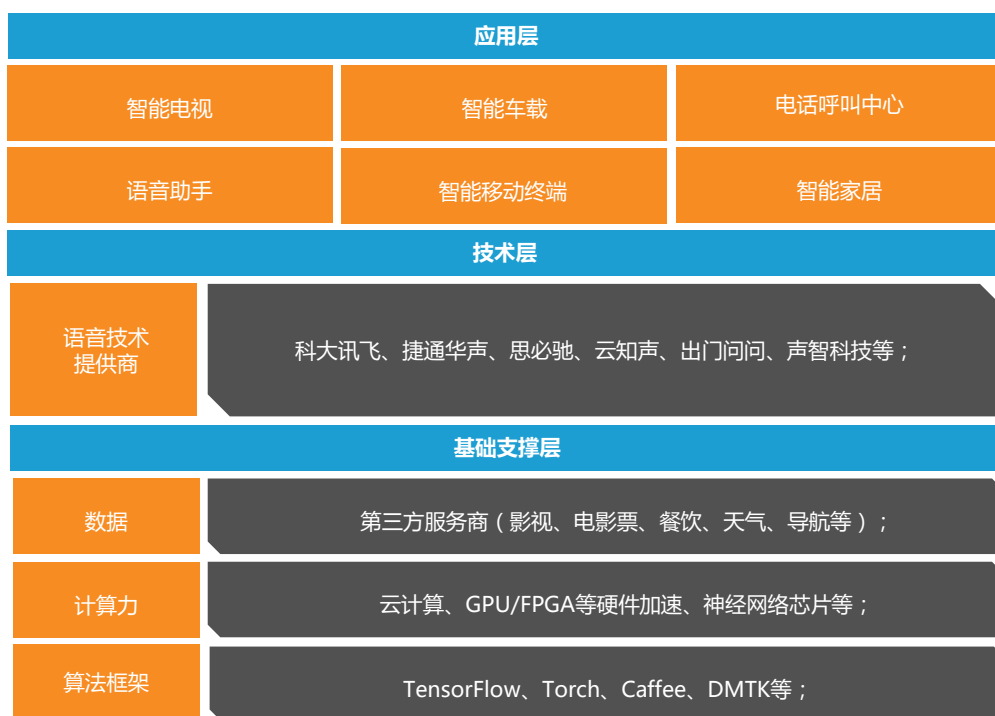 应用层
智能电视
智能车载
电话呼叫中心
语音助手
智能移动终端
智能家居
技术层
语音技术
提供商
科大讯飞、捷通华声、思必驰、云知声、出门问问、声智科技等；
基础支撑层
数据
第三方服务商（影视、电影票、餐饮、天气、导航等）；
计算力
云计算、GPU/FPGA等硬件加速、神经网络芯片等；
算法框架
TensorFlow、Torch、Caffee、DMTK等；